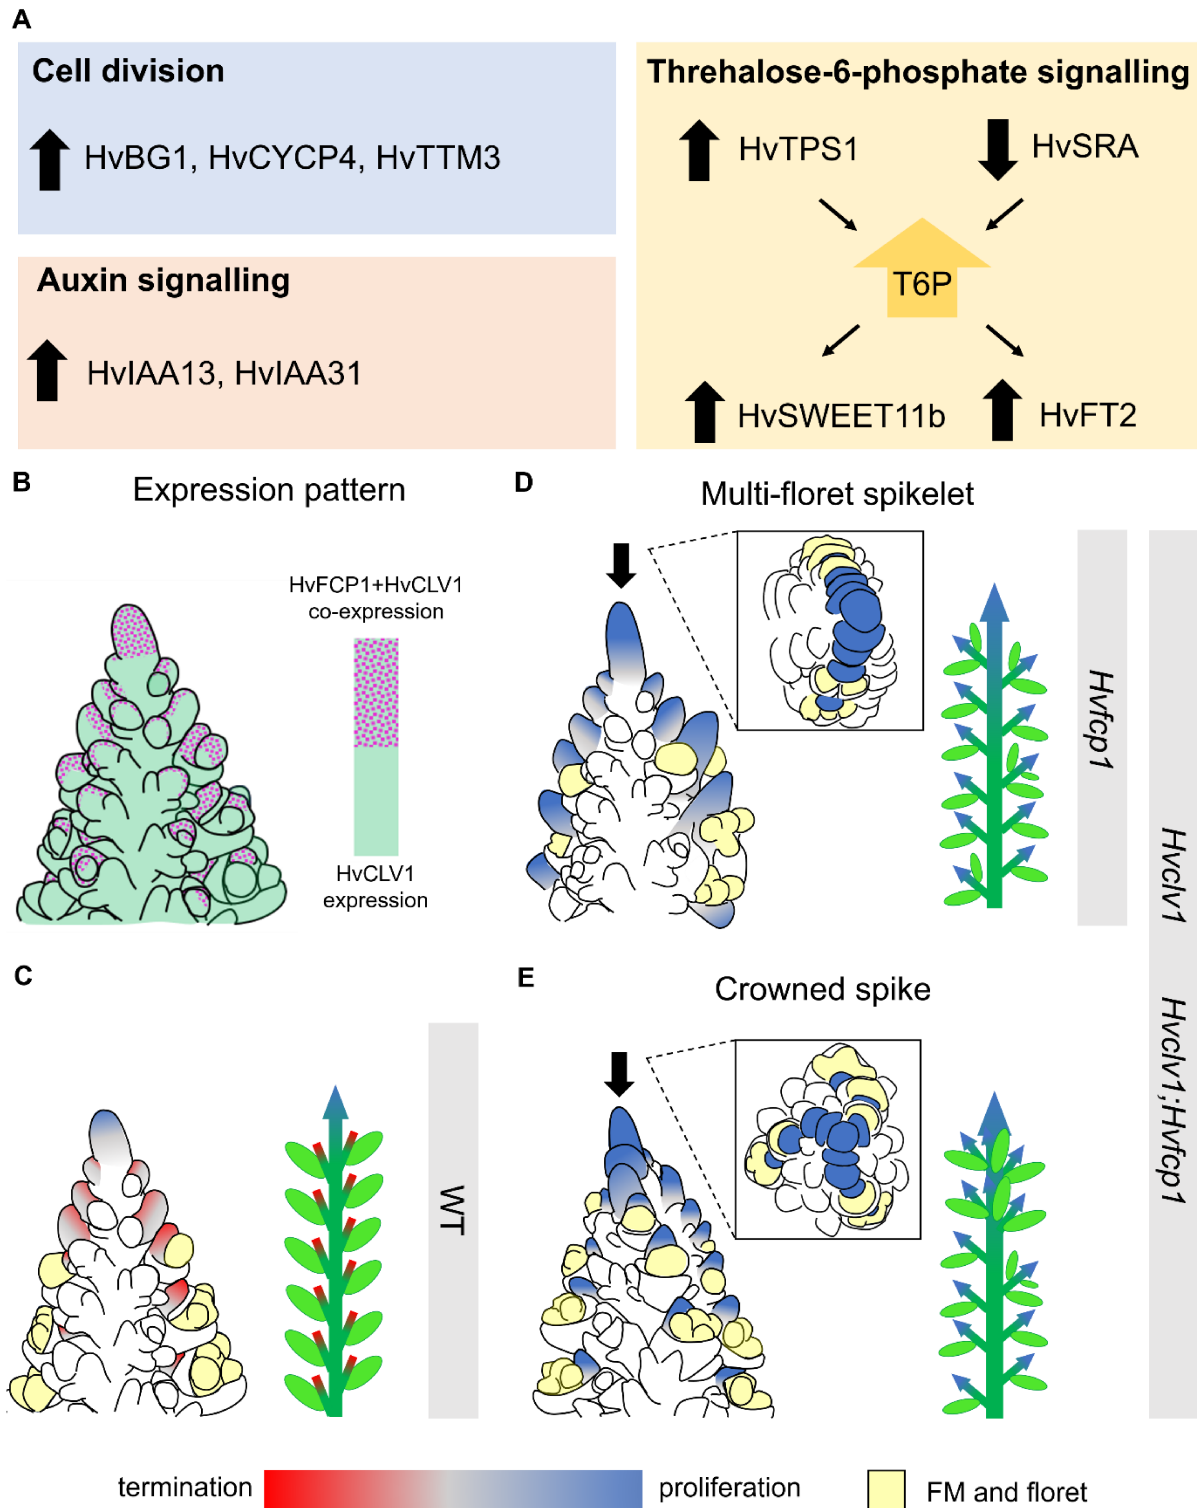 A
Cell division
HvBG1, HvCYCP4, HvTTM3
Auxin signalling
HvIAA13, HvIAA31
Threhalose-6-phosphate signalling
HvTPS1
HvSRA
T6P
HvSWEET11b
HvFT2
B
Expression pattern
HvFCP1+HvCLV1
co-expression
HvCLV1
expression
D
Multi-floret spikelet
Hvfcp1
Hvclv1
Hvclv1;Hvfcp1
C
WT
E
Crowned spike
termination
proliferation
FM and floret